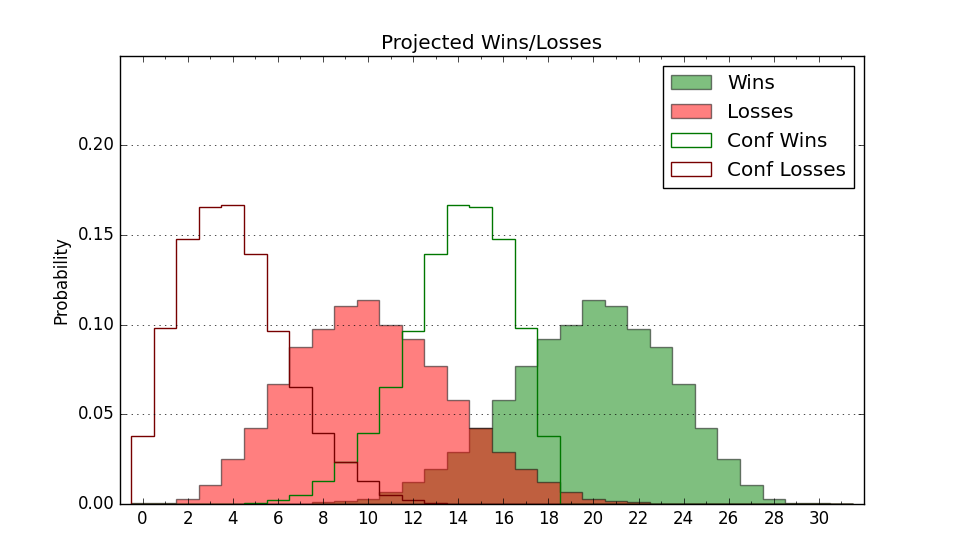 Projected Wins/Losses
Wins
Losses
Conf Wins
Conf Losses
Probability
0.20
0.15
0.10
0.05
0.00
0 2 4 6 8 10 12 14 16 18 20 22 24 26 28 30